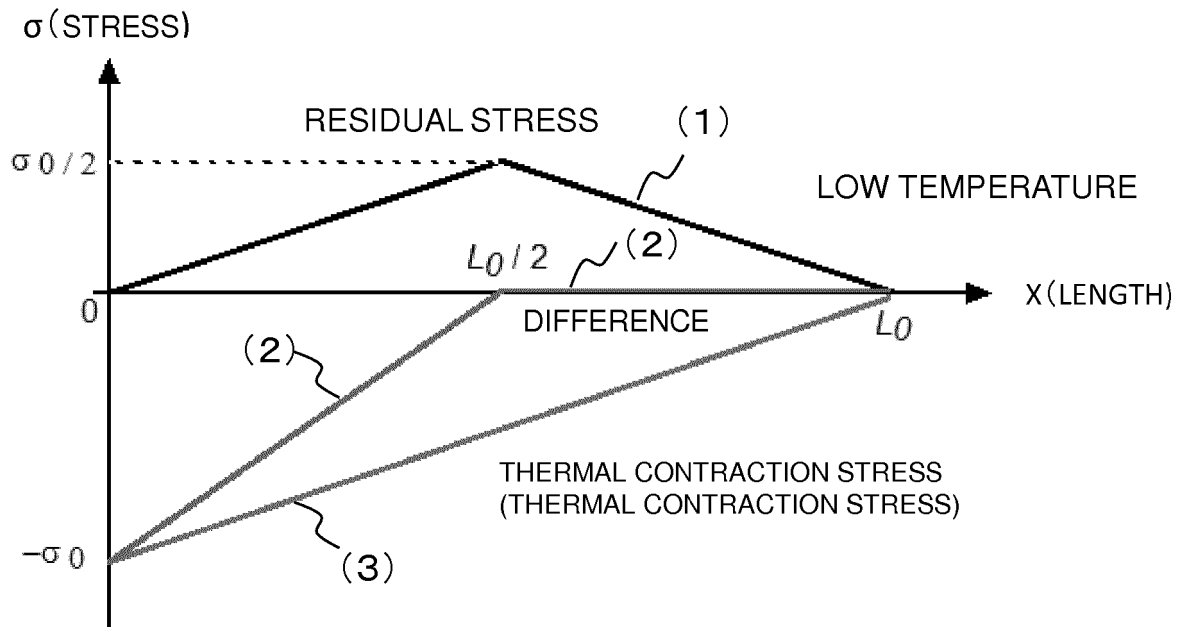 σ(STRESS)
RESIDUAL STRESS
(1)
σ0/2
LOW TEMPERATURE
(2)
L0/2
0
X(LENGTH)
DIFFERENCE
L0
(2)
THERMAL CONTRACTION STRESS
(THERMAL CONTRACTION STRESS)
−σ0
(3)